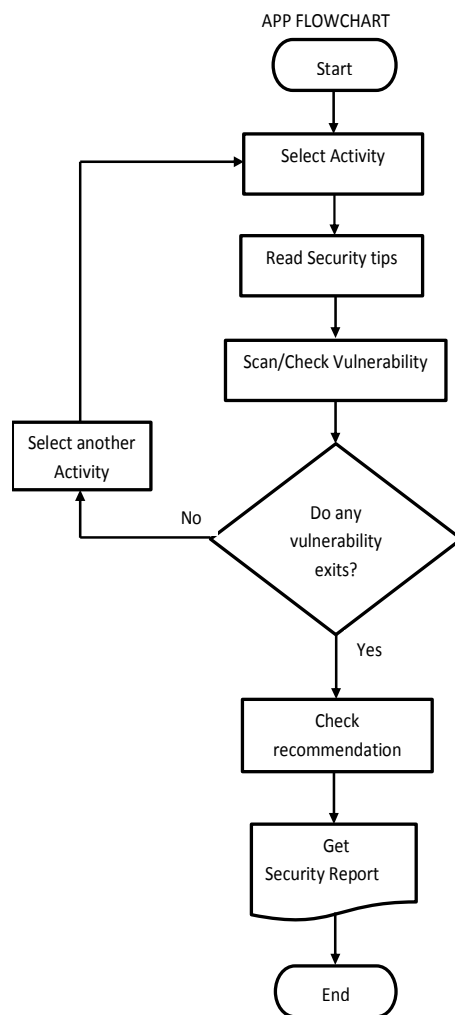 APP FLOWCHART
Start
Select Activity
Read Security tips
Scan/Check Vulnerability
Select another
Activity
No
Do any
vulnerability
exits?
Yes
Check
recommendation
Get
Security Report
End